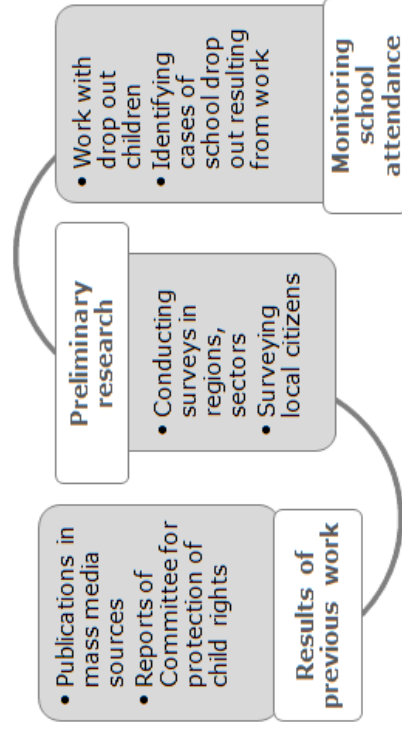 • Publications in
mass media
sources
• Reports of
Committee for
protection of
child rights
Results of
previous work
Preliminary
research
• Conducting
surveys in
regions,
sectors
• Surveying
local citizens
• Work with
drop out
children
• Identifying
cases of
school drop
out resulting
from work
Monitoring
school
attendance